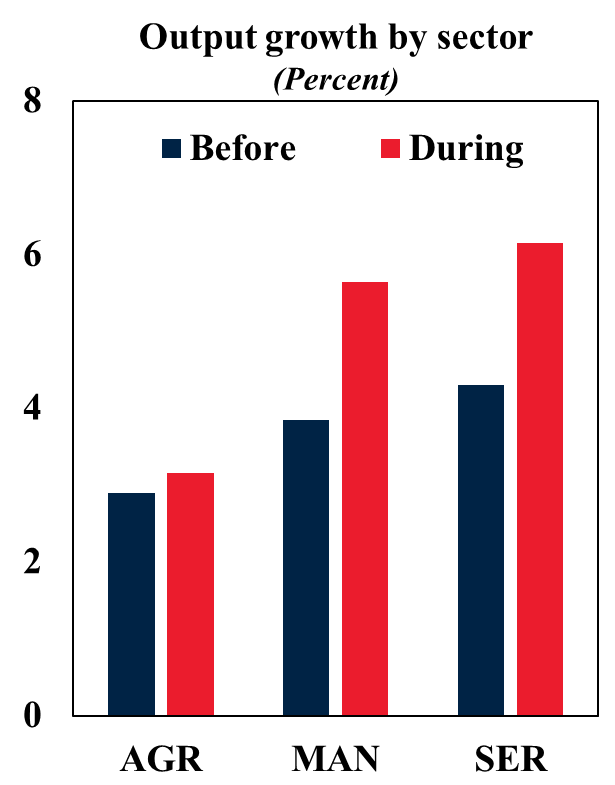 Output growth by sector
(Percent)
8
Before During
6
4
2
0
AGR MAN SER